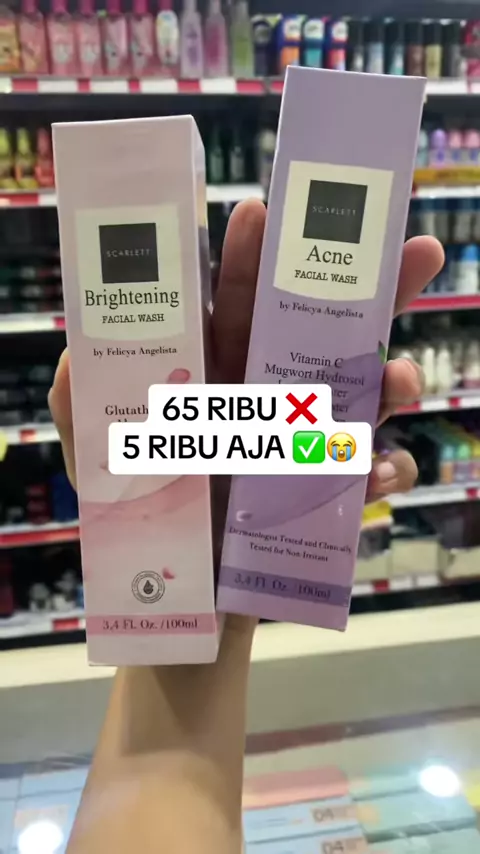 SCARLETT
Brightening
FACIAL WASH
by Felicya Angelista
3,4 Fl. Oz. /100ml
SCARLETT
Acne
FACIAL WASH
by Felicya Angelista
Vitamin C
Mugwort Hydrosol
Dermatologist Tested and Clinically
Tested for Non-Irritant
3,4 Fl. Oz. /100ml
65 RIBU ❌
5 RIBU AJA ✅😭
04
04